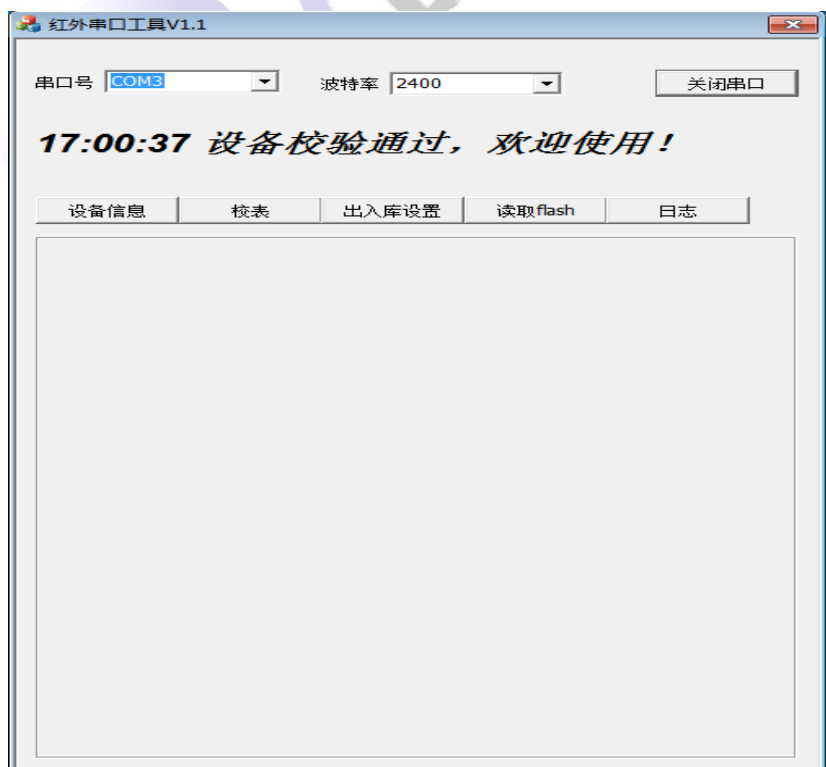 红外串口工具V1.1
串口号 COM3 波特率 2400 关闭串口
17:00:37 设备校验通过，欢迎使用！
设备信息 校表 出入库设置 读取flash 日志